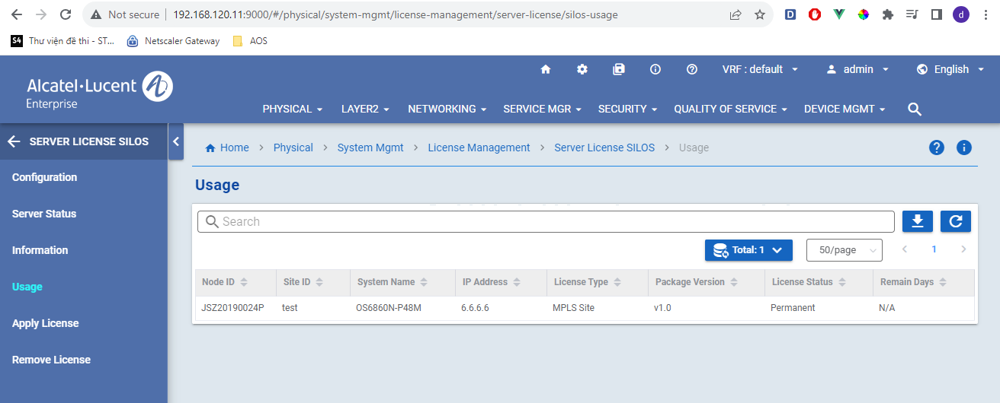 Not secure 192.168.120.11:9000/#/physical/system-mgmt/license-management/server-license/silos-usage
D d
S4 Thư viện đề thi - ST... Netscaler Gateway AOS
VRF : default admin English
Alcatel·Lucent
Enterprise
PHYSICAL LAYER2 NETWORKING SERVICE MGR SECURITY QUALITY OF SERVICE DEVICE MGMT
SERVER LICENSE SILOS
Home > Physical > System Mgmt > License Management > Server License SILOS > Usage
Configuration
Server Status
Information
Usage
Apply License
Remove License
Usage
Search
Total: 1 50/page < 1 >
Node ID Site ID System Name IP Address License Type Package Version License Status Remain Days
JSZ20190024P test OS6860N-P48M 6.6.6.6 MPLS Site v1.0 Permanent N/A